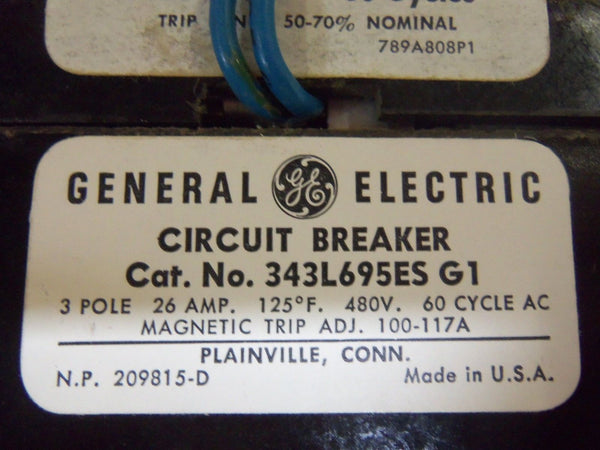 TRIP 50-70% NOMINAL
789A808P1
GENERAL GE ELECTRIC
CIRCUIT BREAKER
Cat. No. 343L695ES G1
3 POLE 26 AMP. 125°F. 480V. 60 CYCLE AC
MAGNETIC TRIP ADJ. 100-117A
PLAINVILLE, CONN.
N.P. 209815-D Made in U.S.A.